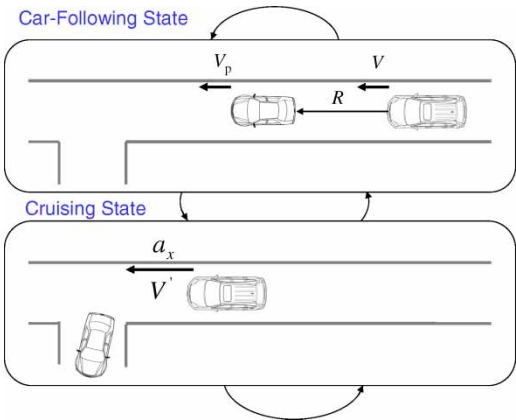 Car-Following State
V_p V
R
Cruising State
a_x
V'